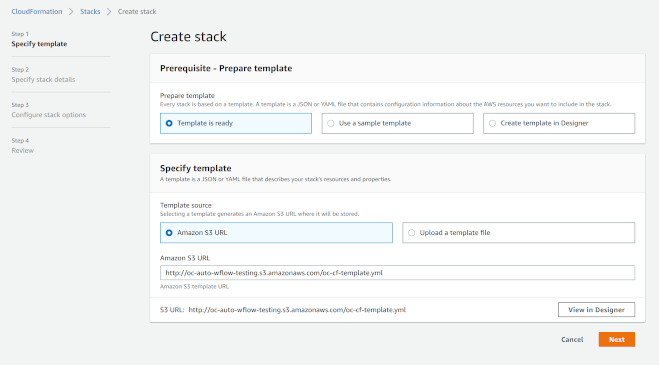 CloudFormation > Stacks > Create stack
Step 1
Specify template
Step 2
Specify stack details
Step 3
Configure stack options
Step 4
Review
Create stack
Prerequisite - Prepare template
Prepare template
Every stack is based on a template. A template is a JSON or YAML file that contains configuration information about the AWS resources you want to include in the stack.
Template is ready
Use a sample template
Create template in Designer
Specify template
A template is a JSON or YAML file that describes your stack's resources and properties.
Template source
Selecting a template generates an Amazon S3 URL where it will be stored.
Amazon S3 URL
Upload a template file
Amazon S3 URL
http://oc-auto-wflow-testing.s3.amazonaws.com/oc-cf-template.yml
Amazon S3 template URL
S3 URL: http://oc-auto-wflow-testing.s3.amazonaws.com/oc-cf-template.yml
View in Designer
Cancel
Next